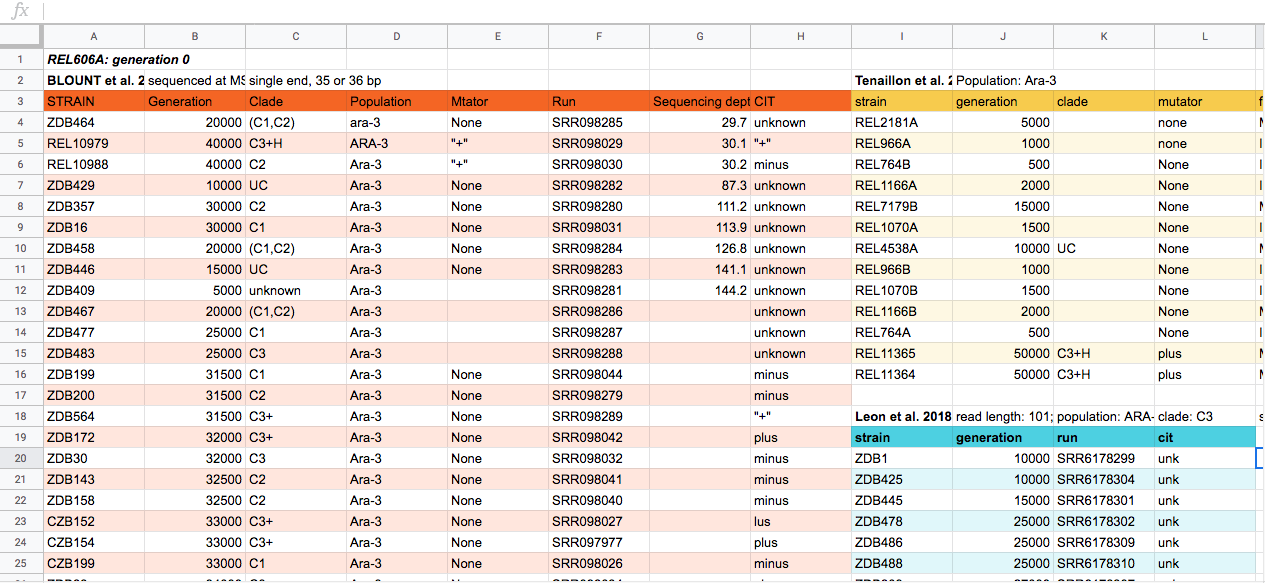 fx
A B C D E F G H I J K L
1 REL606A: generation 0
2 BLOUNT et al. 2 sequenced at MS single end, 35 or 36 bp Tenaillon et al. 2 Population: Ara-3
3 STRAIN Generation Clade Population Mtator Run Sequencing dept CIT strain generation clade mutator f
4 ZDB464 20000 (C1,C2) ara-3 None SRR098285 29.7 unknown REL2181A 5000 none
5 REL10979 40000 C3+H ARA-3 "+" SRR098029 30.1 "+" REL966A 1000 none
6 REL10988 40000 C2 Ara-3 "+" SRR098030 30.2 minus REL764B 500 None
7 ZDB429 10000 UC Ara-3 None SRR098282 87.3 unknown REL1166A 2000 None
8 ZDB357 30000 C2 Ara-3 None SRR098280 111.2 unknown REL7179B 15000 None
9 ZDB16 30000 C1 Ara-3 None SRR098031 113.9 unknown REL1070A 1500 None
10 ZDB458 20000 (C1,C2) Ara-3 None SRR098284 126.8 unknown REL4538A 10000 UC None
11 ZDB446 15000 UC Ara-3 None SRR098283 141.1 unknown REL966B 1000 None
12 ZDB409 5000 unknown Ara-3 SRR098281 144.2 unknown REL1070B 1500 None
13 ZDB467 20000 (C1,C2) Ara-3 SRR098286 unknown REL1166B 2000 None
14 ZDB477 25000 C1 Ara-3 SRR098287 unknown REL764A 500 None
15 ZDB483 25000 C3 Ara-3 SRR098288 unknown REL11365 50000 C3+H plus
16 ZDB199 31500 C1 Ara-3 None SRR098044 minus REL11364 50000 C3+H plus
17 ZDB200 31500 C2 Ara-3 None SRR098279 minus
18 ZDB564 31500 C3+ Ara-3 None SRR098289 "+" Leon et al. 2018 read length: 101; population: ARA- clade: C3 s
19 ZDB172 32000 C3+ Ara-3 None SRR098042 plus strain generation run cit
20 ZDB30 32000 C3 Ara-3 None SRR098032 minus ZDB1 10000 SRR6178299 unk
21 ZDB143 32500 C2 Ara-3 None SRR098041 minus ZDB425 10000 SRR6178304 unk
22 ZDB158 32500 C2 Ara-3 None SRR098040 minus ZDB445 15000 SRR6178301 unk
23 CZB152 33000 C3+ Ara-3 None SRR098027 lus ZDB478 25000 SRR6178302 unk
24 CZB154 33000 C3+ Ara-3 None SRR097977 plus ZDB486 25000 SRR6178309 unk
25 CZB199 33000 C1 Ara-3 None SRR098026 minus ZDB488 25000 SRR6178310 unk